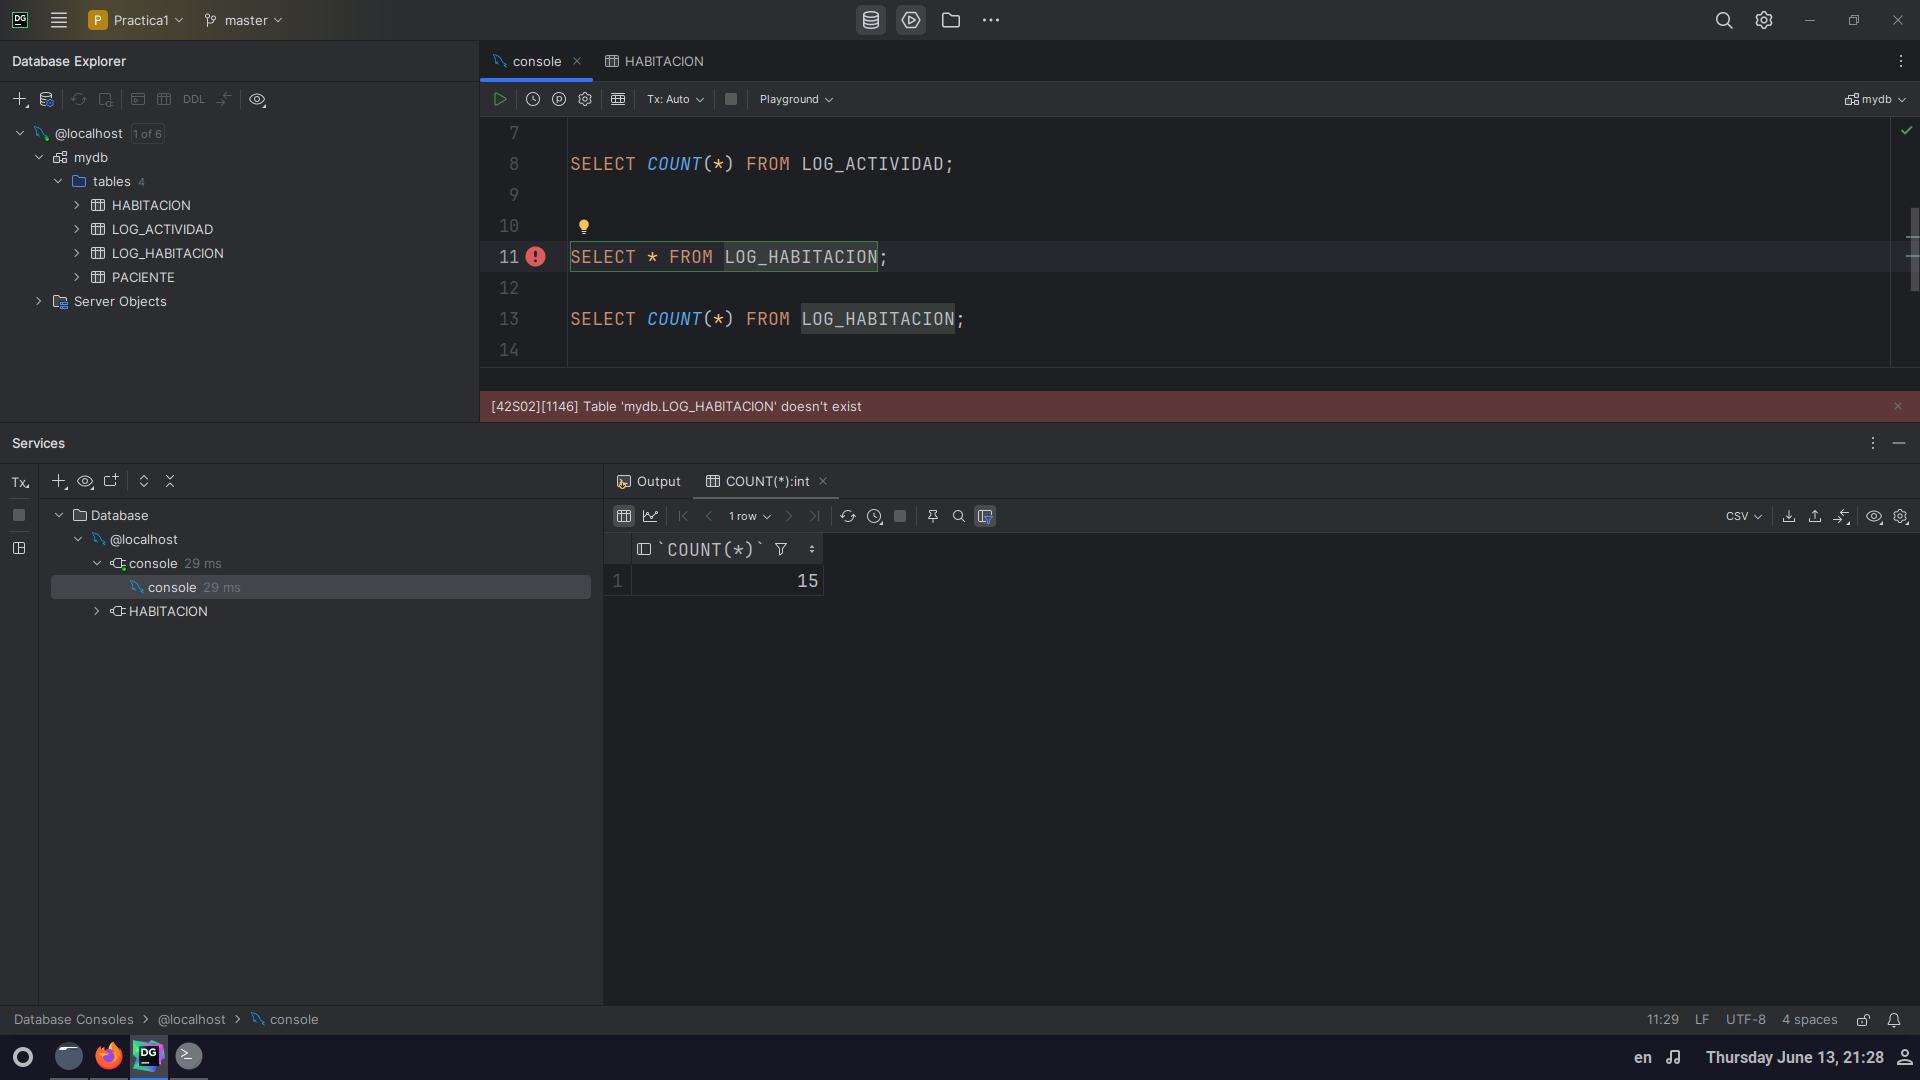 DG
P Practica1
master
Database Explorer
console
HABITACION
DDL
Tx: Auto
Playground
mydb
@localhost 1 of 6
mydb
tables 4
HABITACION
LOG_ACTIVIDAD
LOG_HABITACION
PACIENTE
Server Objects
7
8 SELECT COUNT(*) FROM LOG_ACTIVIDAD;
9
10
11 SELECT * FROM LOG_HABITACION;
12
13 SELECT COUNT(*) FROM LOG_HABITACION;
14
[42S02][1146] Table 'mydb.LOG_HABITACION' doesn't exist
Services
Tx
Database
@localhost
console 29 ms
console 29 ms
HABITACION
Output
COUNT(*):int
1 row
CSV
`COUNT(*)`
1 15
Database Consoles > @localhost > console
11:29 LF UTF-8 4 spaces
DG
en
Thursday June 13, 21:28